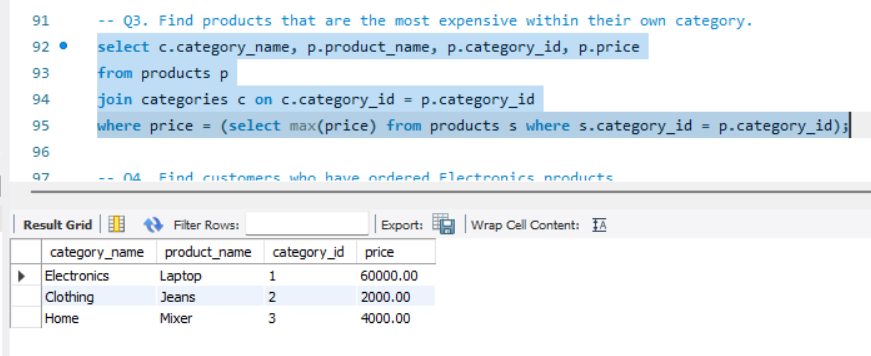 91 -- Q3. Find products that are the most expensive within their own category.
92 select c.category_name, p.product_name, p.category_id, p.price
93 from products p
94 join categories c on c.category_id = p.category_id
95 where price = (select max(price) from products s where s.category_id = p.category_id);
96
97 -- Q4. Find customers who have ordered Electronics products
Result Grid Filter Rows: Export: Wrap Cell Content:
category_name product_name category_id price
Electronics Laptop 1 60000.00
Clothing Jeans 2 2000.00
Home Mixer 3 4000.00